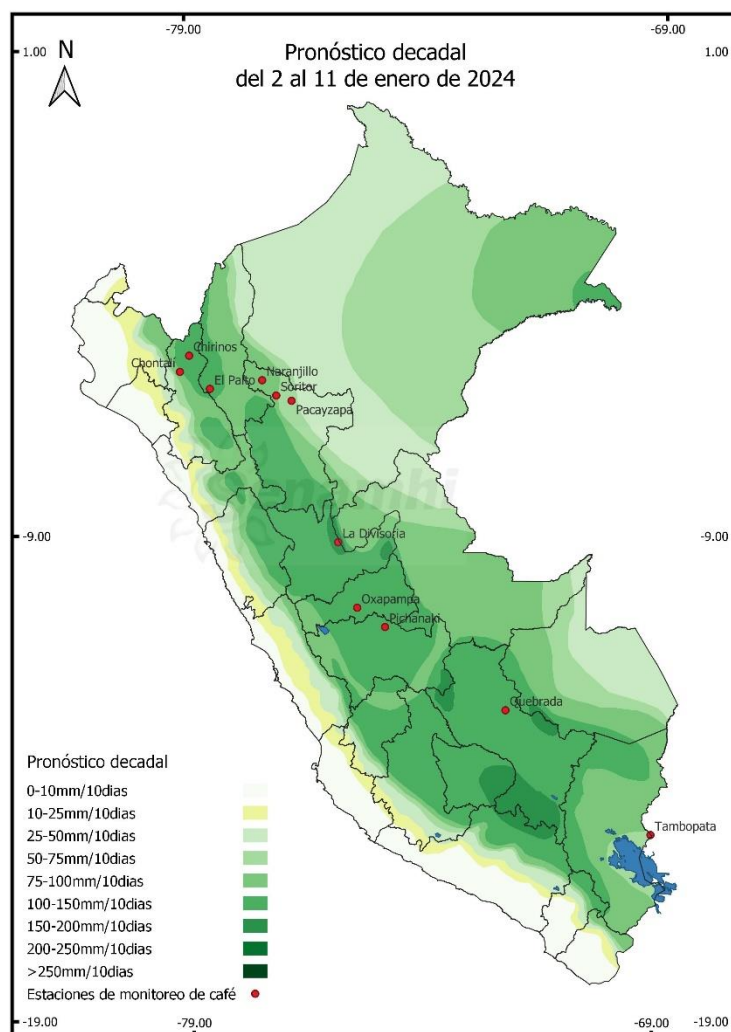 -79.00
-69.00
1.00
N
Pronóstico decadal
1.00
del 2 al 11 de enero de 2024
Chirinos
Chontalí
El Palto
Naranjillo
Soritor
Pacayzapa
-9.00
-9.00
La Divisoria
Oxapampa
Pichanaki
Quebrada
Tambopata
Pronóstico decadal
0-10mm/10dias
10-25mm/10dias
25-50mm/10dias
50-75mm/10dias
75-100mm/10dias
100-150mm/10dias
150-200mm/10dias
200-250mm/10dias
>250mm/10dias
Estaciones de monitoreo de café
-19.00
-19.00
-79.00
-69.00